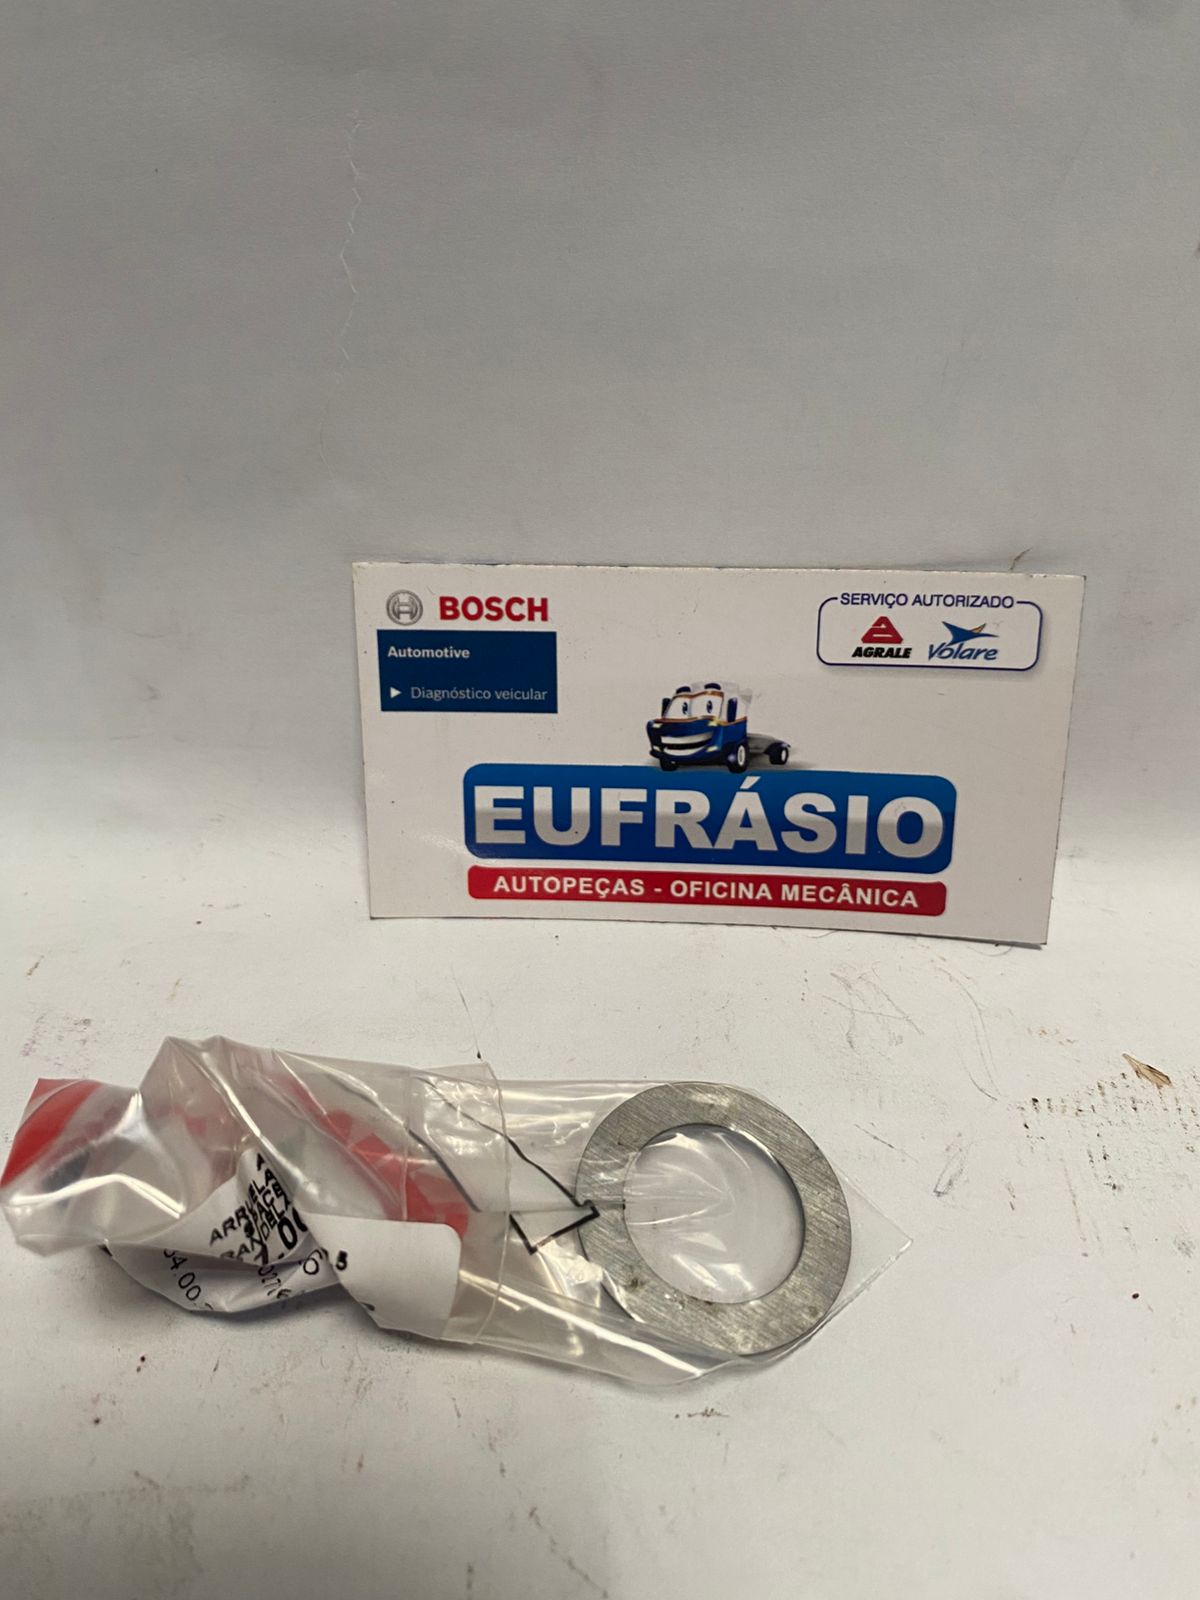 BOSCH
Automotive
Diagnóstico veicular
SERVIÇO AUTORIZADO
AGRALE
Volare
EUFRÁSIO
AUTOPEÇAS - OFICINA MECÂNICA